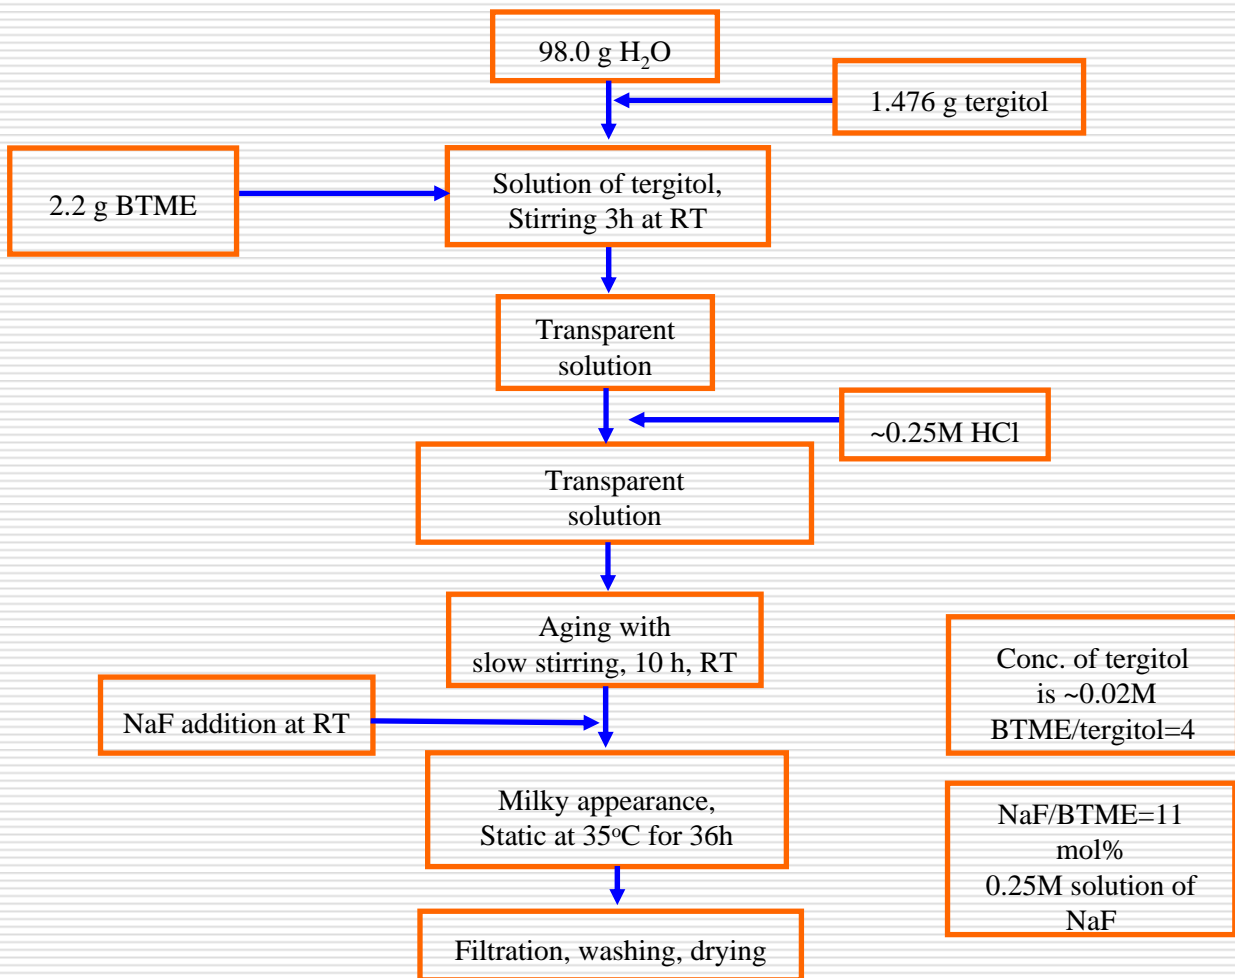 98.0 g H₂O
1.476 g tergitol
2.2 g BTME
Solution of tergitol,
Stirring 3h at RT
Transparent
solution
~0.25M HCl
Transparent
solution
Aging with
slow stirring, 10 h, RT
NaF addition at RT
Milky appearance,
Static at 35°C for 36h
Filtration, washing, drying
Conc. of tergitol
is ~0.02M
BTME/tergitol=4
NaF/BTME=11
mol%
0.25M solution of
NaF